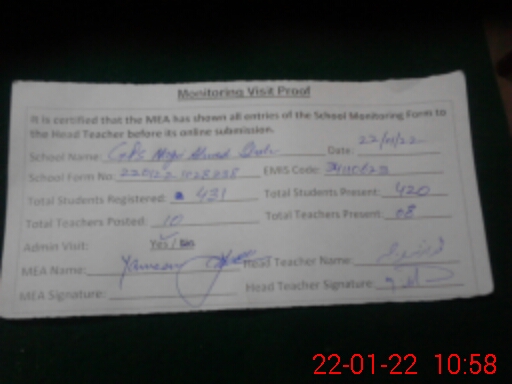 Monitoring Visit Proof
It is certified that the MEA has shown all entries of the School Monitoring Form to
the Head Teacher before its online submission.
School Name: GPS Ahmad Date: 22/01/22
School Form No: EMIS Code:
Total Students Registered: 431 Total Students Present: 420
Total Teachers Posted: 10 Total Teachers Present: 08
Admin Visit: Yes / No
MEA Name: Head Teacher Name:
MEA Signature: Head Teacher Signature:
22-01-22 10:58